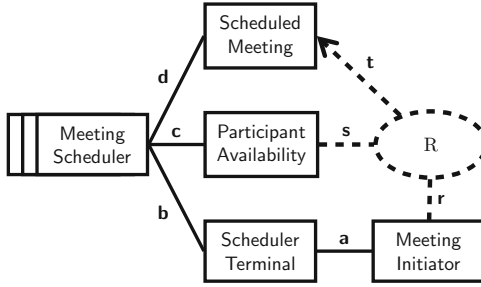 Scheduled
Meeting
d
t
Meeting
Scheduler
c
Participant
Availability
s
R
b
r
Scheduler
Terminal
a
Meeting
Initiator